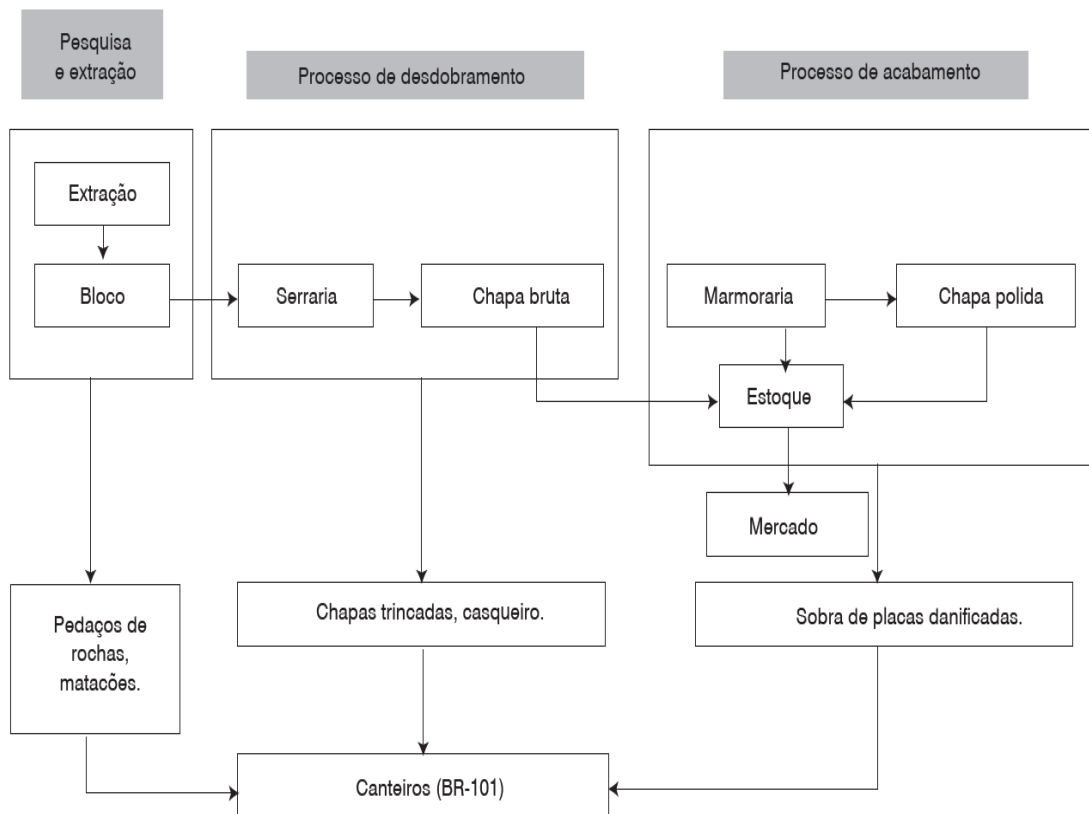 Pesquisa
e extração
Processo de desdobramento
Processo de acabamento
Extração
Bloco
Serraria
Chapa bruta
Marmoraria
Chapa polida
Estoque
Mercado
Pedaços de
rochas,
matacões.
Chapas trincadas, casqueiro.
Sobra de placas danificadas.
Canteiros (BR-101)